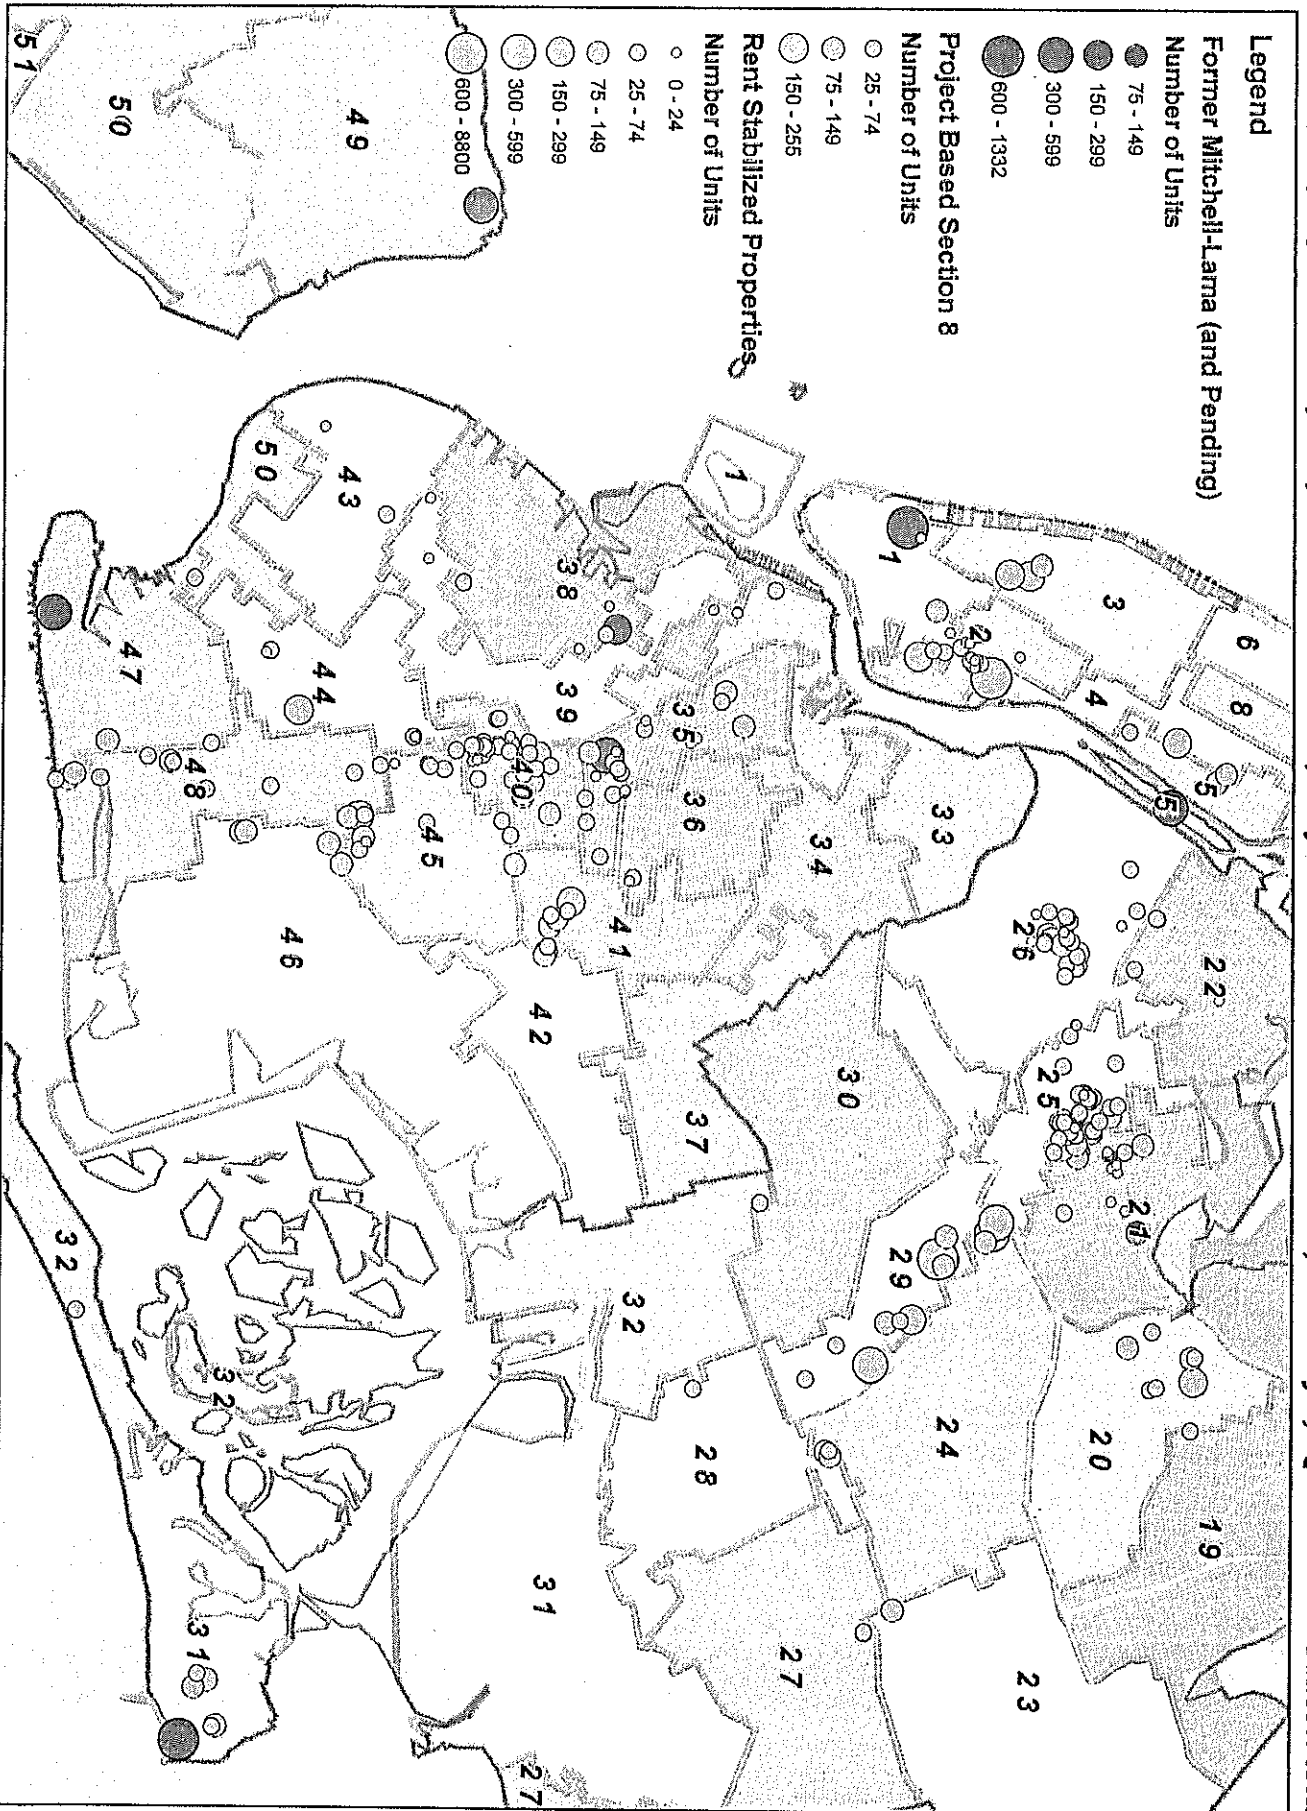 Legend
Former Mitchell-Lama (and Pending)
Number of Units
75 - 149
150 - 299
300 - 599
600 - 1332
Project Based Section 8
Number of Units
25 - 74
75 - 149
150 - 255
Rent Stabilized Properties
Number of Units
0 - 24
25 - 74
75 - 149
150 - 299
300 - 599
600 - 8800
6
8
3
4
5
5
1
2
1
22
19
21
20
26
25
23
24
29
33
30
34
27
28
36
35
37
41
32
38
39
40
42
31
27
43
45
46
50
44
48
47
32
32
31
49
50
51